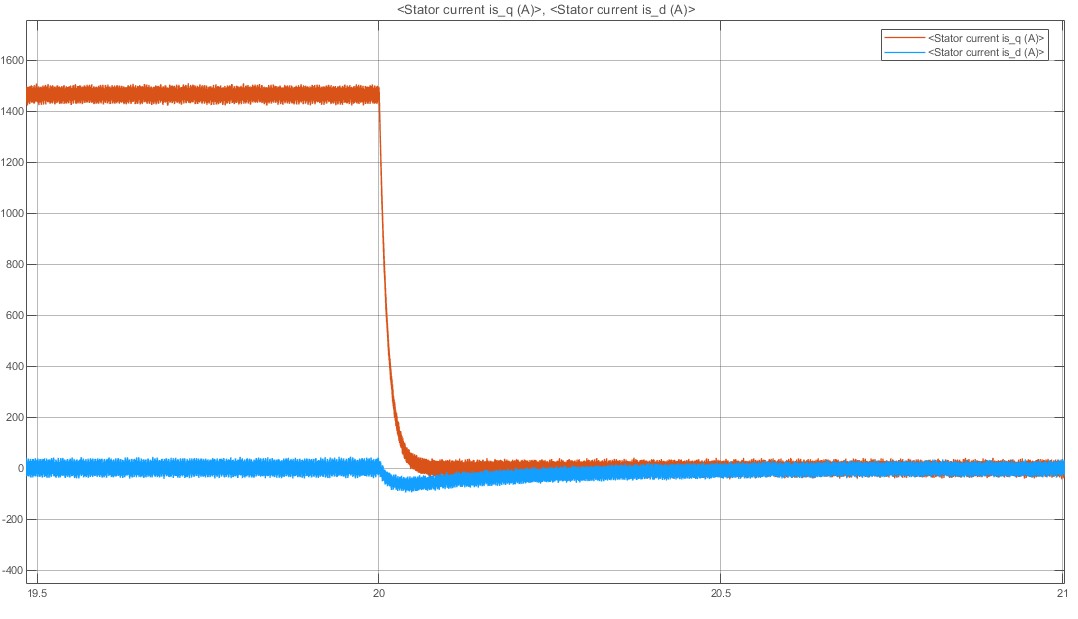 <Stator current is_q (A)>, <Stator current is_d (A)>
<Stator current is_q (A)>
<Stator current is_d (A)>
1600
1400
1200
1000
800
600
400
200
0
-200
-400
19.5 20 20.5 21